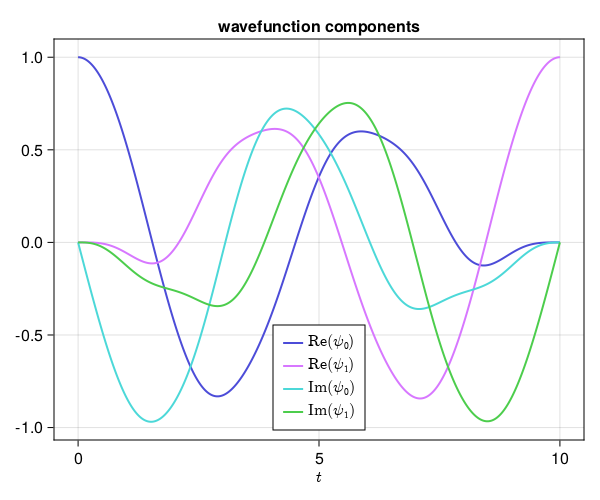 wavefunction components
1.0
0.5
0.0
-0.5
-1.0
Re(ψ₀)
Re(ψ₁)
Im(ψ₀)
Im(ψ₁)
0 5 10
t